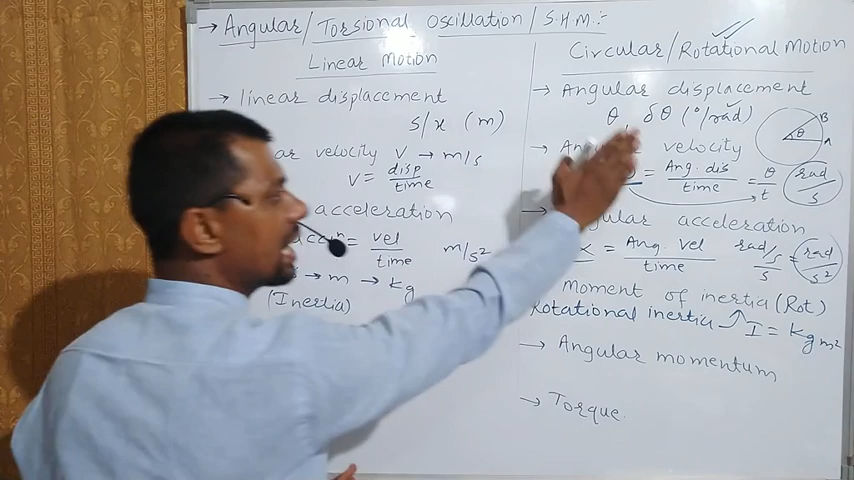 → Angular/Torsional oscillation/S.H.M:-
Linear Motion
→ linear displacement
s/x (m)
velocity v → m/s
v = disp/time
acceleration
= vel/time m/s²
→ m → kg
(Inertia)
Circular/Rotational Motion
→ Angular displacement
θ, δθ (°/rad)
B
θ
A
→ velocity
= Ang. dis/time = θ/t rad/s
→ acceleration
α = Ang. vel/time rad/s/s = rad/s²
Moment of inertia (Rot)
Rotational inertia I = kgm²
→ Angular momentum
→ Torque.